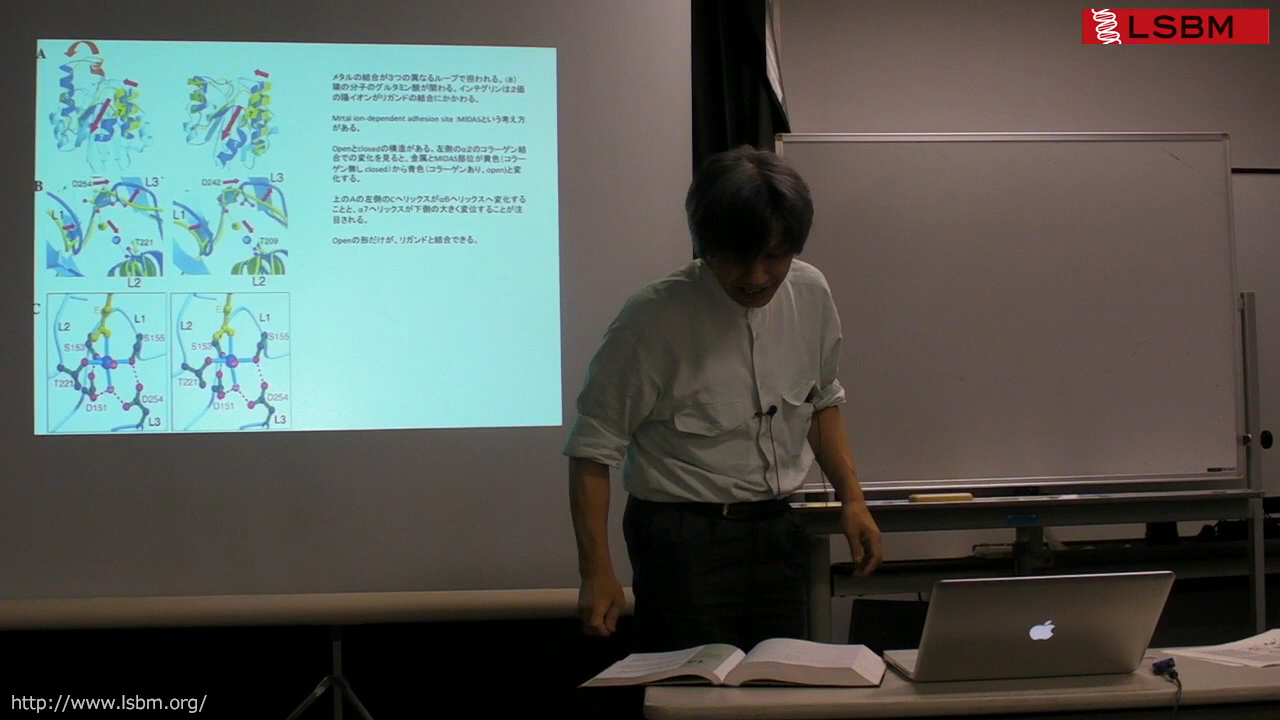 LSBM
A
メタルの結合が3つの異なるループで担われる。(B)
隣の分子のグルタミン酸が関わる。インテグリンは2価
の陽イオンがリガンドの結合にかかわる。
Mrtal ion-dependent adhesion site :MIDASという考え方
がある。
Openとclosedの構造がある。左側のα2のコラーゲン結
合での変化を見ると、金属とMIDAS部位が黄色(コラー
ゲン無し closed)から青色(コラーゲンあり、open)と変
化する。
上のAの左側のCヘリックスがα6ヘリックスへ変化する
ことと、α7ヘリックスが下側の大きく変位することが注
目される。
Openの形だけが、リガンドと結合できる。
B
D254 L3 D242 L3
L1 L1
T221 T209
L2 L2
C
L2 L1 L2 L1
S153 S155 S153 S155
T221 T221
D151 D254 D151 D254
L3 L3
http://www.lsbm.org/